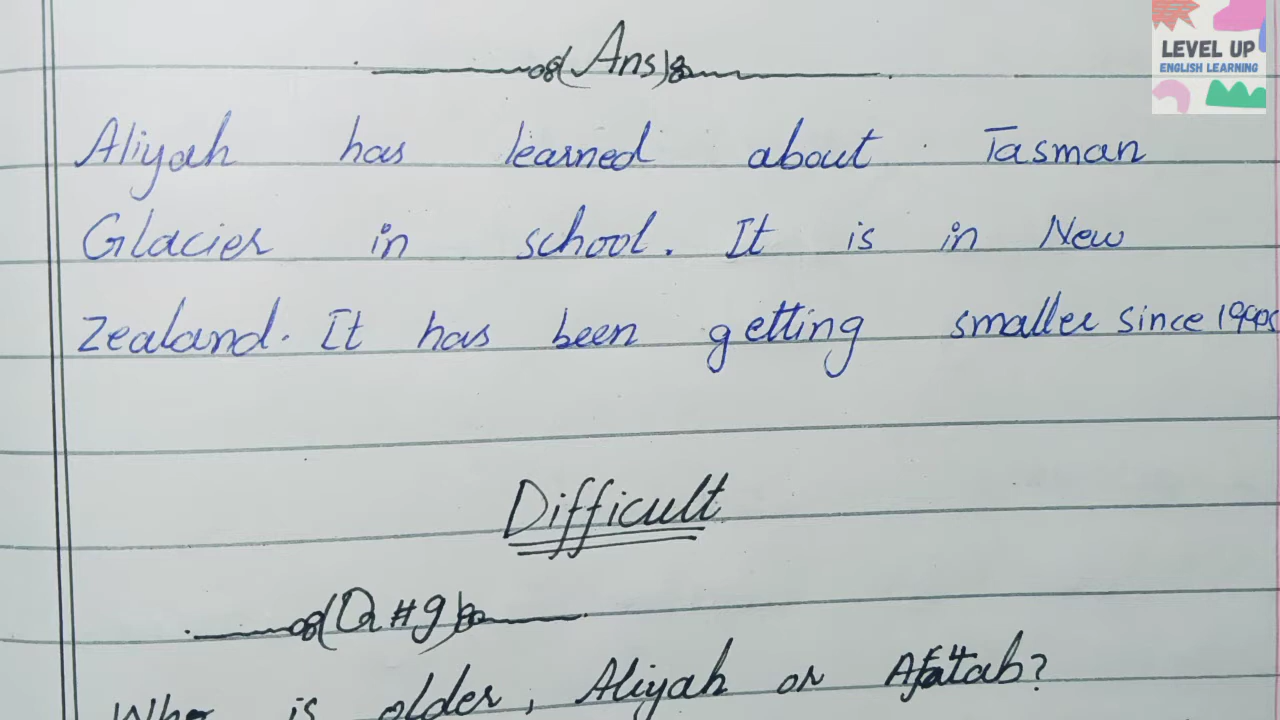 (Ans)
LEVEL UP
ENGLISH LEARNING
Aliyah has learned about Tasman
Glacier in school. It is in New
Zealand. It has been getting smaller since
Difficult
(Q#9)
Who is older, Aliyah or Aftab?